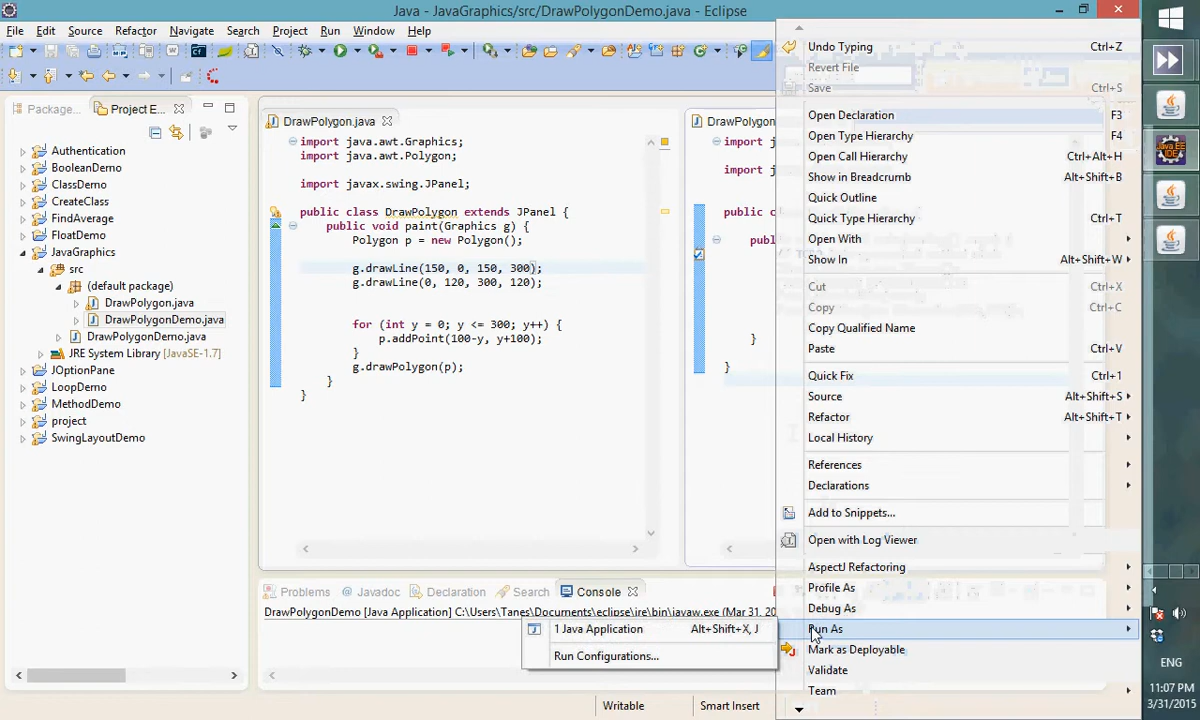 Java - JavaGraphics/src/DrawPolygonDemo.java - Eclipse
File Edit Source Refactor Navigate Search Project Run Window Help
Package...
Project E...
Authentication
BooleanDemo
ClassDemo
CreateClass
FindAverage
FloatDemo
JavaGraphics
src
(default package)
DrawPolygon.java
DrawPolygonDemo.java
DrawPolygonDemo.java
JRE System Library [JavaSE-1.7]
JOptionPane
LoopDemo
MethodDemo
project
SwingLayoutDemo
DrawPolygon.java
import java.awt.Graphics;
import java.awt.Polygon;
import javax.swing.JPanel;
public class DrawPolygon extends JPanel {
public void paint(Graphics g) {
Polygon p = new Polygon();
g.drawLine(150, 0, 150, 300);
g.drawLine(0, 120, 300, 120);
for (int y = 0; y <= 300; y++) {
p.addPoint(100-y, y+100);
}
g.drawPolygon(p);
}
}
DrawPolygon
import j
import j
public c
publ
}
}
Undo Typing Ctrl+Z
Revert File
Save Ctrl+S
Open Declaration F3
Open Type Hierarchy F4
Open Call Hierarchy Ctrl+Alt+H
Show in Breadcrumb Alt+Shift+B
Quick Outline
Quick Type Hierarchy Ctrl+T
Open With
Show In Alt+Shift+W
Cut Ctrl+X
Copy Ctrl+C
Copy Qualified Name
Paste Ctrl+V
Quick Fix Ctrl+1
Source Alt+Shift+S
Refactor Alt+Shift+T
Local History
References
Declarations
Add to Snippets...
Open with Log Viewer
AspectJ Refactoring
Profile As
Debug As
Run As
Mark as Deployable
Validate
Team
Problems @ Javadoc Declaration Search Console
DrawPolygonDemo [Java Application] C:\Users\Tanes\Documents\eclipse\jre\bin\javaw.exe (Mar 31, 20
1 Java Application Alt+Shift+X, J
Run Configurations...
Writable
Smart Insert
Java EE
IDE
ENG
11:07 PM
3/31/2015